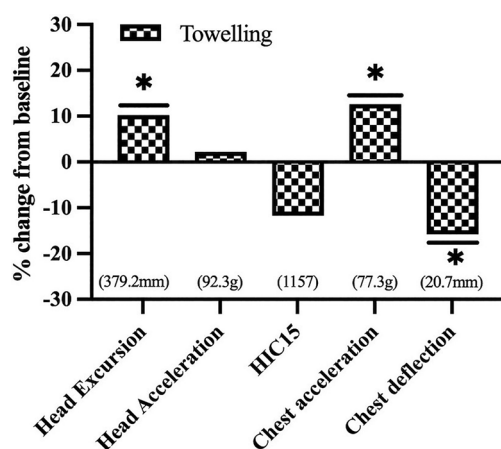 Towelling
% change from baseline
30
20
10
0
-10
-20
-30
* * *
(379.2mm) (92.3g) (1157) (77.3g) (20.7mm)
Head Excursion
Head Acceleration
HIC15
Chest acceleration
Chest deflection